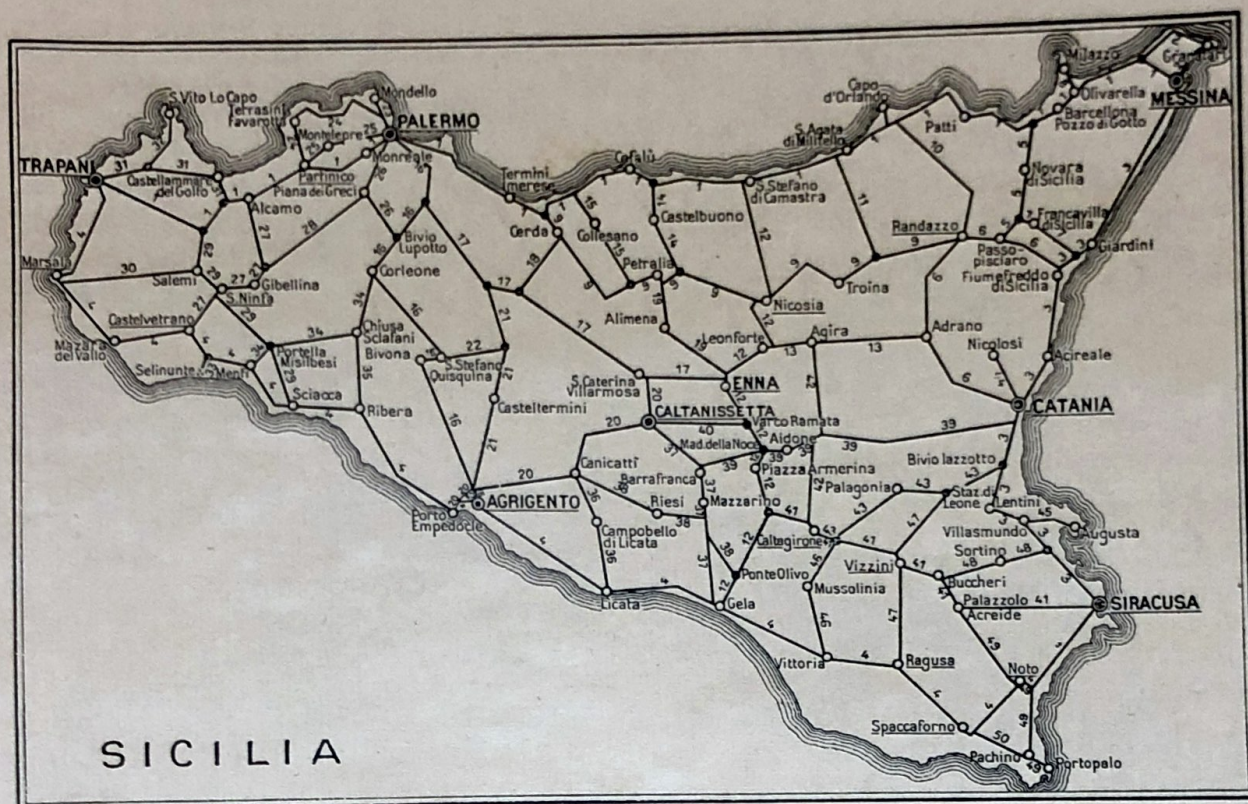 Milazzo
Granatari
Olivarella
MESSINA
Barcellona
Pozzo di Gotto
Capo
d'Orlando
Patti
S. Agata
di Militello
Novara
di Sicilia
Francavilla
di Sicilia
Giardini
Randazzo
Passo-
pisciaro
Fiumefreddo
di Sicilia
S. Vito Lo Capo
Terrasini
Favarotta
Mondello
Montelepre
PALERMO
Monreale
TRAPANI
Castellammare
del Golfo
Partinico
Piana dei Greci
Alcamo
Termini
Imerese
Cefalù
S. Stefano
di Camastra
Castelbuono
Cerda
Collesano
Bivio
Lupotto
Marsala
Salemi
S. Ninfa
Gibellina
Corleone
Petralia
Nicosia
Troina
Castelvetrano
Mazara
del Vallo
Chiusa
Sclafani
Alimena
Leonforte
Agira
Adrano
Nicolosi
Acireale
Selinunte
Menfi
Portella
Misilbesi
Bivona
S. Stefano
Quisquina
S. Caterina
Villarmosa
ENNA
Sciacca
Ribera
Casteltermini
CALTANISSETTA
Varco Ramata
CATANIA
Mad. della Noce
Aidone
Bivio Iazzotto
Canicattì
Barrafranca
Piazza Armerina
Palagonia
Staz. di
Leone
Lentini
AGRIGENTO
Porto
Empedocle
Riesi
Mazzarino
Campobello
di Licata
Caltagirone
Villasmundo
Augusta
Vizzini
Sortino
Ponte Olivo
Mussolinia
Buccheri
Palazzolo
Acreide
SIRACUSA
Licata
Gela
Vittoria
Ragusa
Noto
Spaccaforno
Pachino
Portopalo
SICILIA